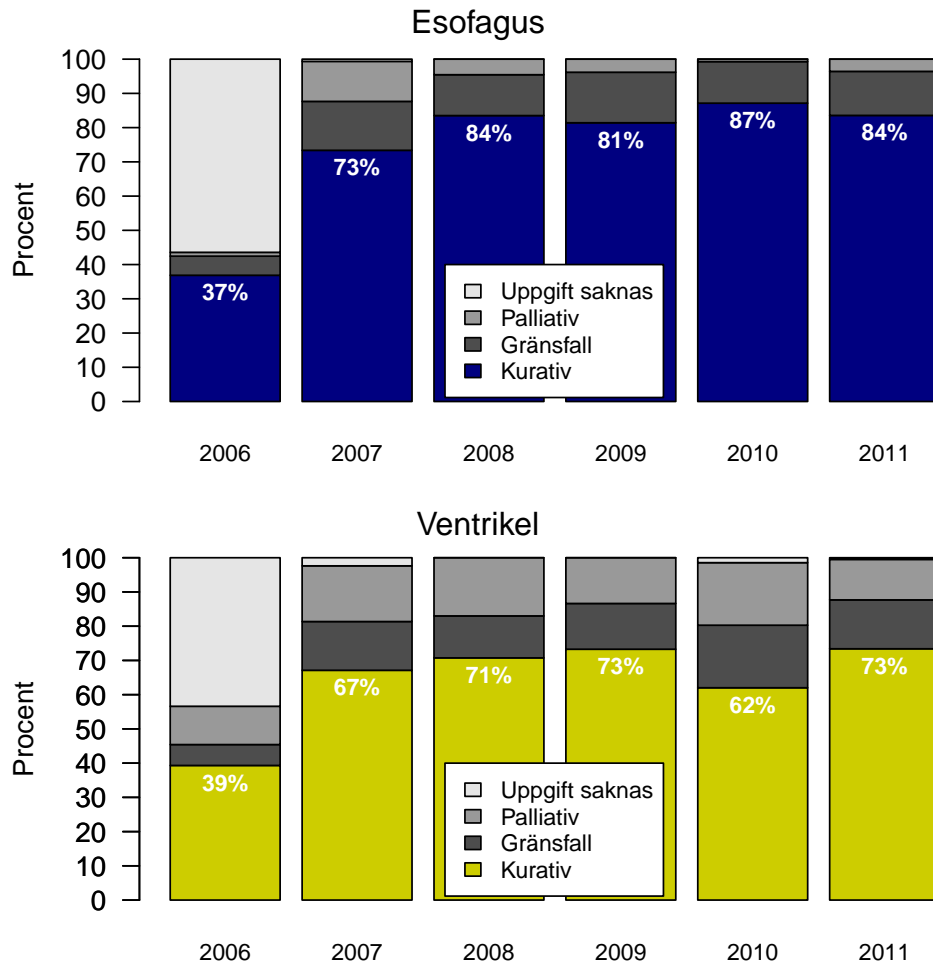 Esofagus
Procent
100
90
80
70
60
50
40
30
20
10
0
37%
73%
84%
81%
87%
84%
Uppgift saknas
Palliativ
Gränsfall
Kurativ
2006 2007 2008 2009 2010 2011
Ventrikel
Procent
100
90
80
70
60
50
40
30
20
10
0
39%
67%
71%
73%
62%
73%
Uppgift saknas
Palliativ
Gränsfall
Kurativ
2006 2007 2008 2009 2010 2011